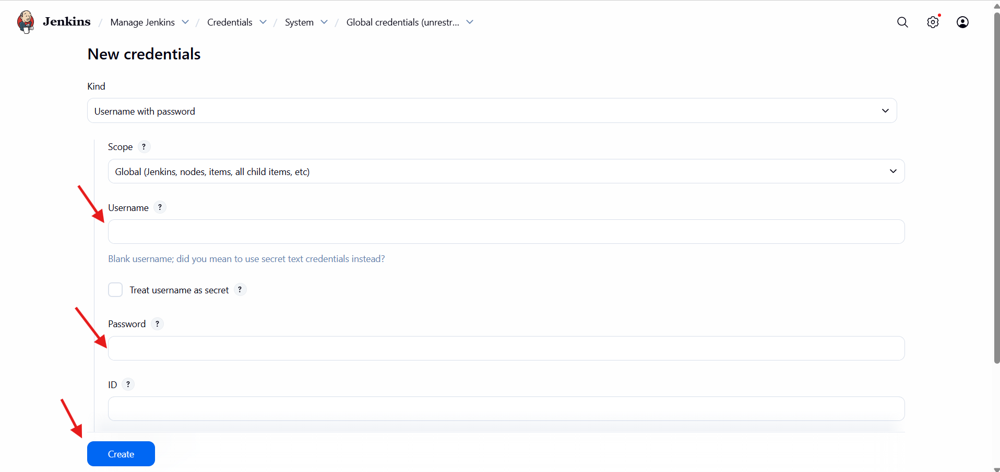 Jenkins / Manage Jenkins / Credentials / System / Global credentials (unrestr...
New credentials
Kind
Username with password
Scope ?
Global (Jenkins, nodes, items, all child items, etc)
Username ?
Blank username; did you mean to use secret text credentials instead?
Treat username as secret ?
Password ?
ID ?
Create